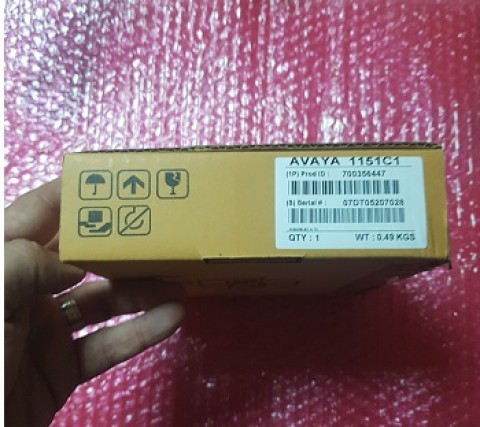 AVAYA 1151C1
(1P) Prod ID : 700356447
(S) Serial # : 07DT05207028
QTY : 1 WT : 0.49 KGS